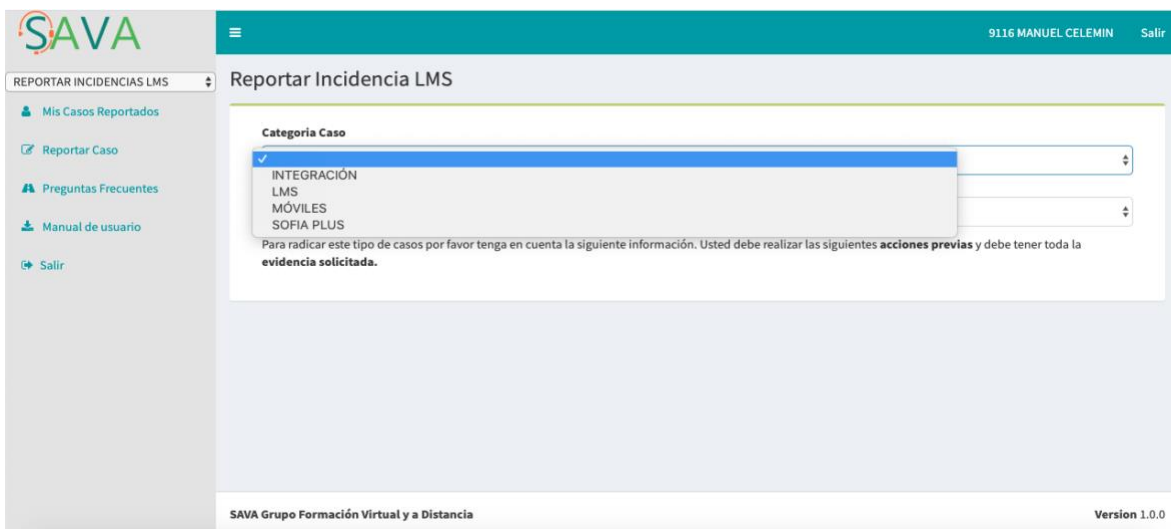 SAVA
9116 MANUEL CELEMIN
Salir
REPORTAR INCIDENCIAS LMS
Mis Casos Reportados
Reportar Caso
Preguntas Frecuentes
Manual de usuario
Salir
Reportar Incidencia LMS
Categoría Caso
INTEGRACIÓN
LMS
MÓVILES
SOFIA PLUS
Para radicar este tipo de casos por favor tenga en cuenta la siguiente información. Usted debe realizar las siguientes acciones previas y debe tener toda la
evidencia solicitada.
SAVA Grupo Formación Virtual y a Distancia
Version 1.0.0